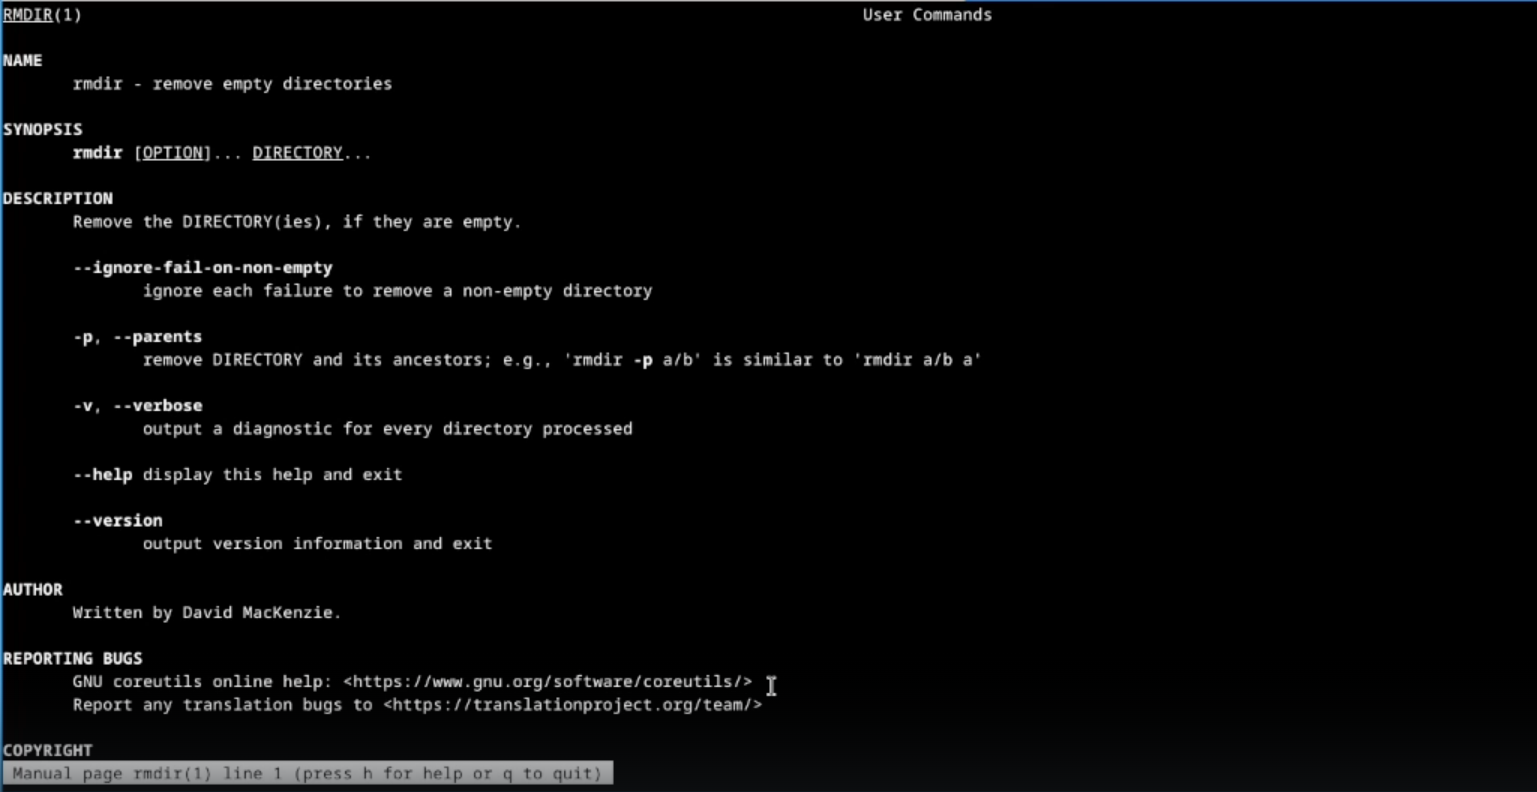 RMDIR(1) User Commands
NAME
rmdir - remove empty directories
SYNOPSIS
rmdir [OPTION]... DIRECTORY...
DESCRIPTION
Remove the DIRECTORY(ies), if they are empty.
--ignore-fail-on-non-empty
ignore each failure to remove a non-empty directory
-p, --parents
remove DIRECTORY and its ancestors; e.g., 'rmdir -p a/b' is similar to 'rmdir a/b a'
-v, --verbose
output a diagnostic for every directory processed
--help display this help and exit
--version
output version information and exit
AUTHOR
Written by David MacKenzie.
REPORTING BUGS
GNU coreutils online help: <https://www.gnu.org/software/coreutils/>
Report any translation bugs to <https://translationproject.org/team/>
COPYRIGHT
Manual page rmdir(1) line 1 (press h for help or q to quit)